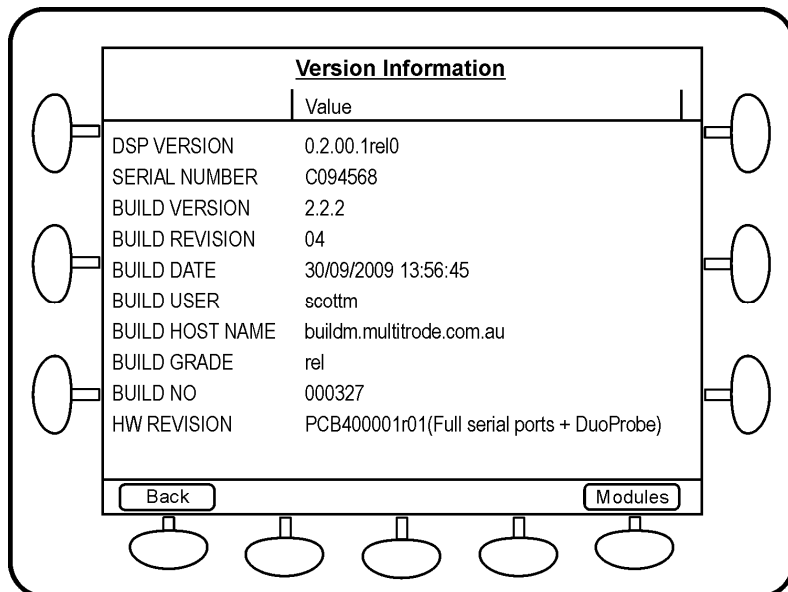 Version Information
Value
DSP VERSION 0.2.00.1rel0
SERIAL NUMBER C094568
BUILD VERSION 2.2.2
BUILD REVISION 04
BUILD DATE 30/09/2009 13:56:45
BUILD USER scottm
BUILD HOST NAME buildm.multitrode.com.au
BUILD GRADE rel
BUILD NO 000327
HW REVISION PCB400001r01(Full serial ports + DuoProbe)
Back Modules